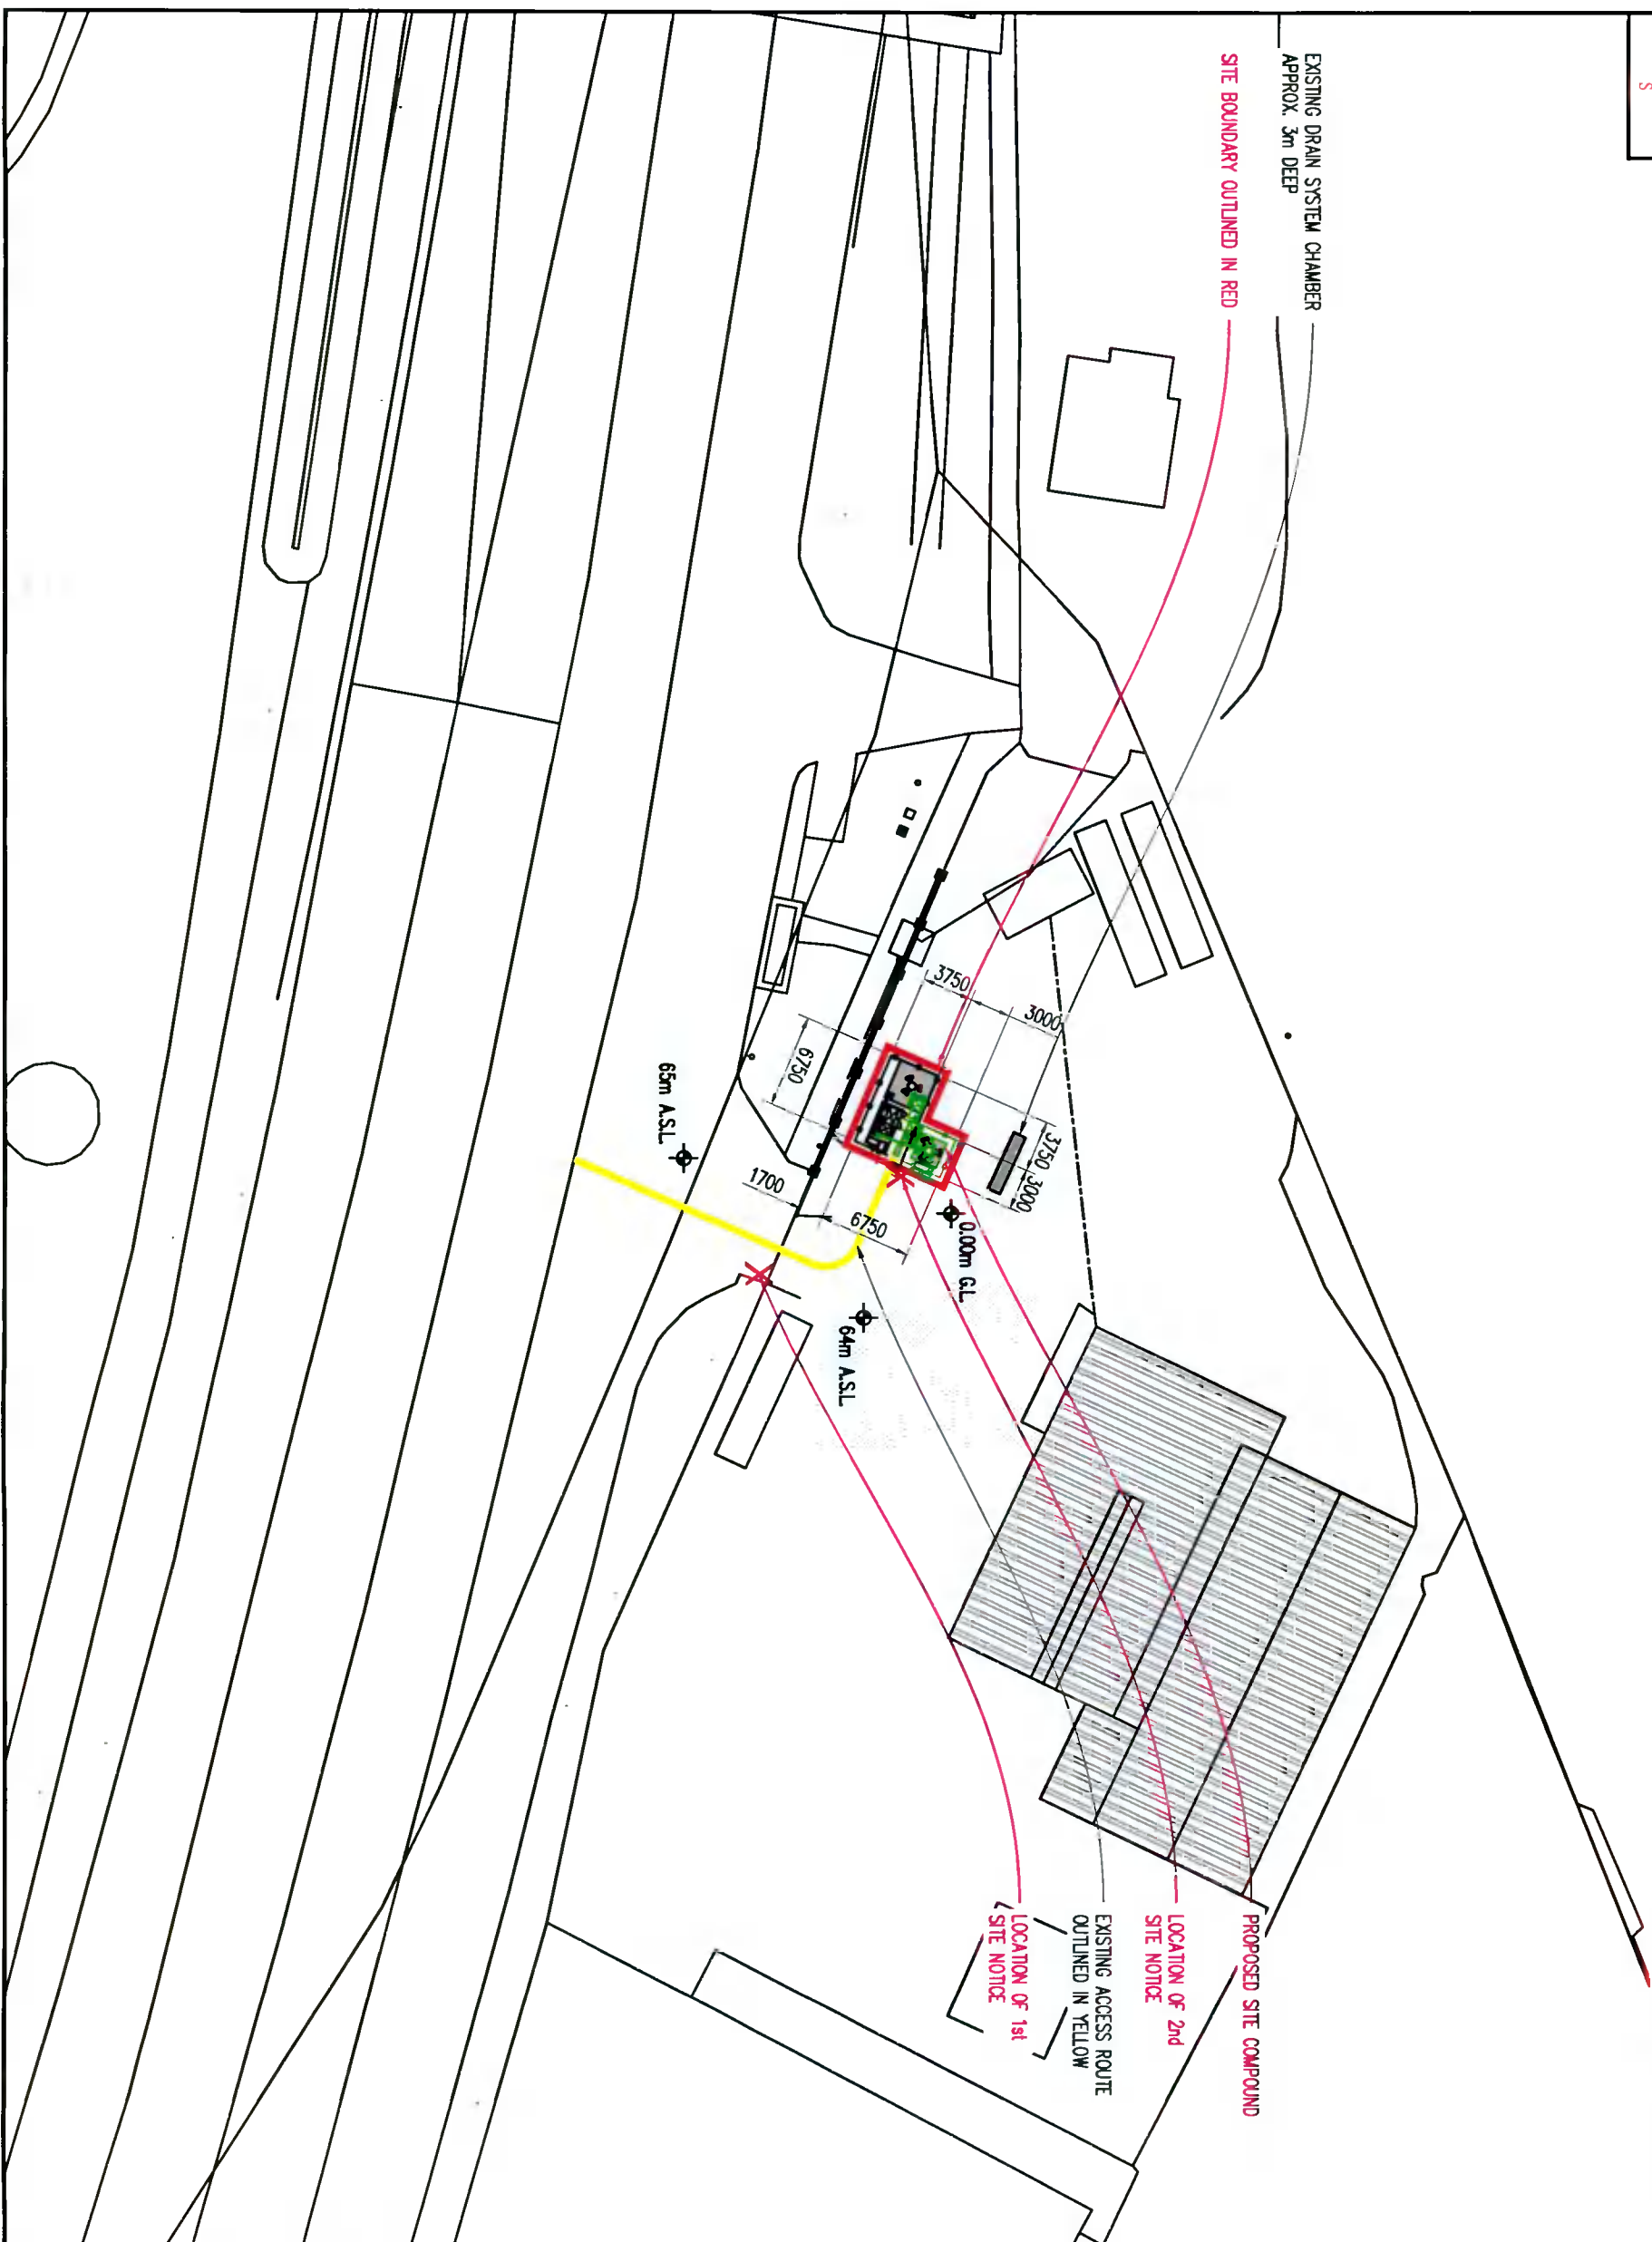 S
EXISTING DRAIN SYSTEM CHAMBER
APPROX. 3m DEEP
SITE BOUNDARY OUTLINED IN RED
3750
3000
6750
3750
3000
1700
6750
65m A.S.L.
0.00m G.L.
64m A.S.L.
PROPOSED SITE COMPOUND
LOCATION OF 2nd
SITE NOTICE
EXISTING ACCESS ROUTE
OUTLINED IN YELLOW
LOCATION OF 1st
SITE NOTICE